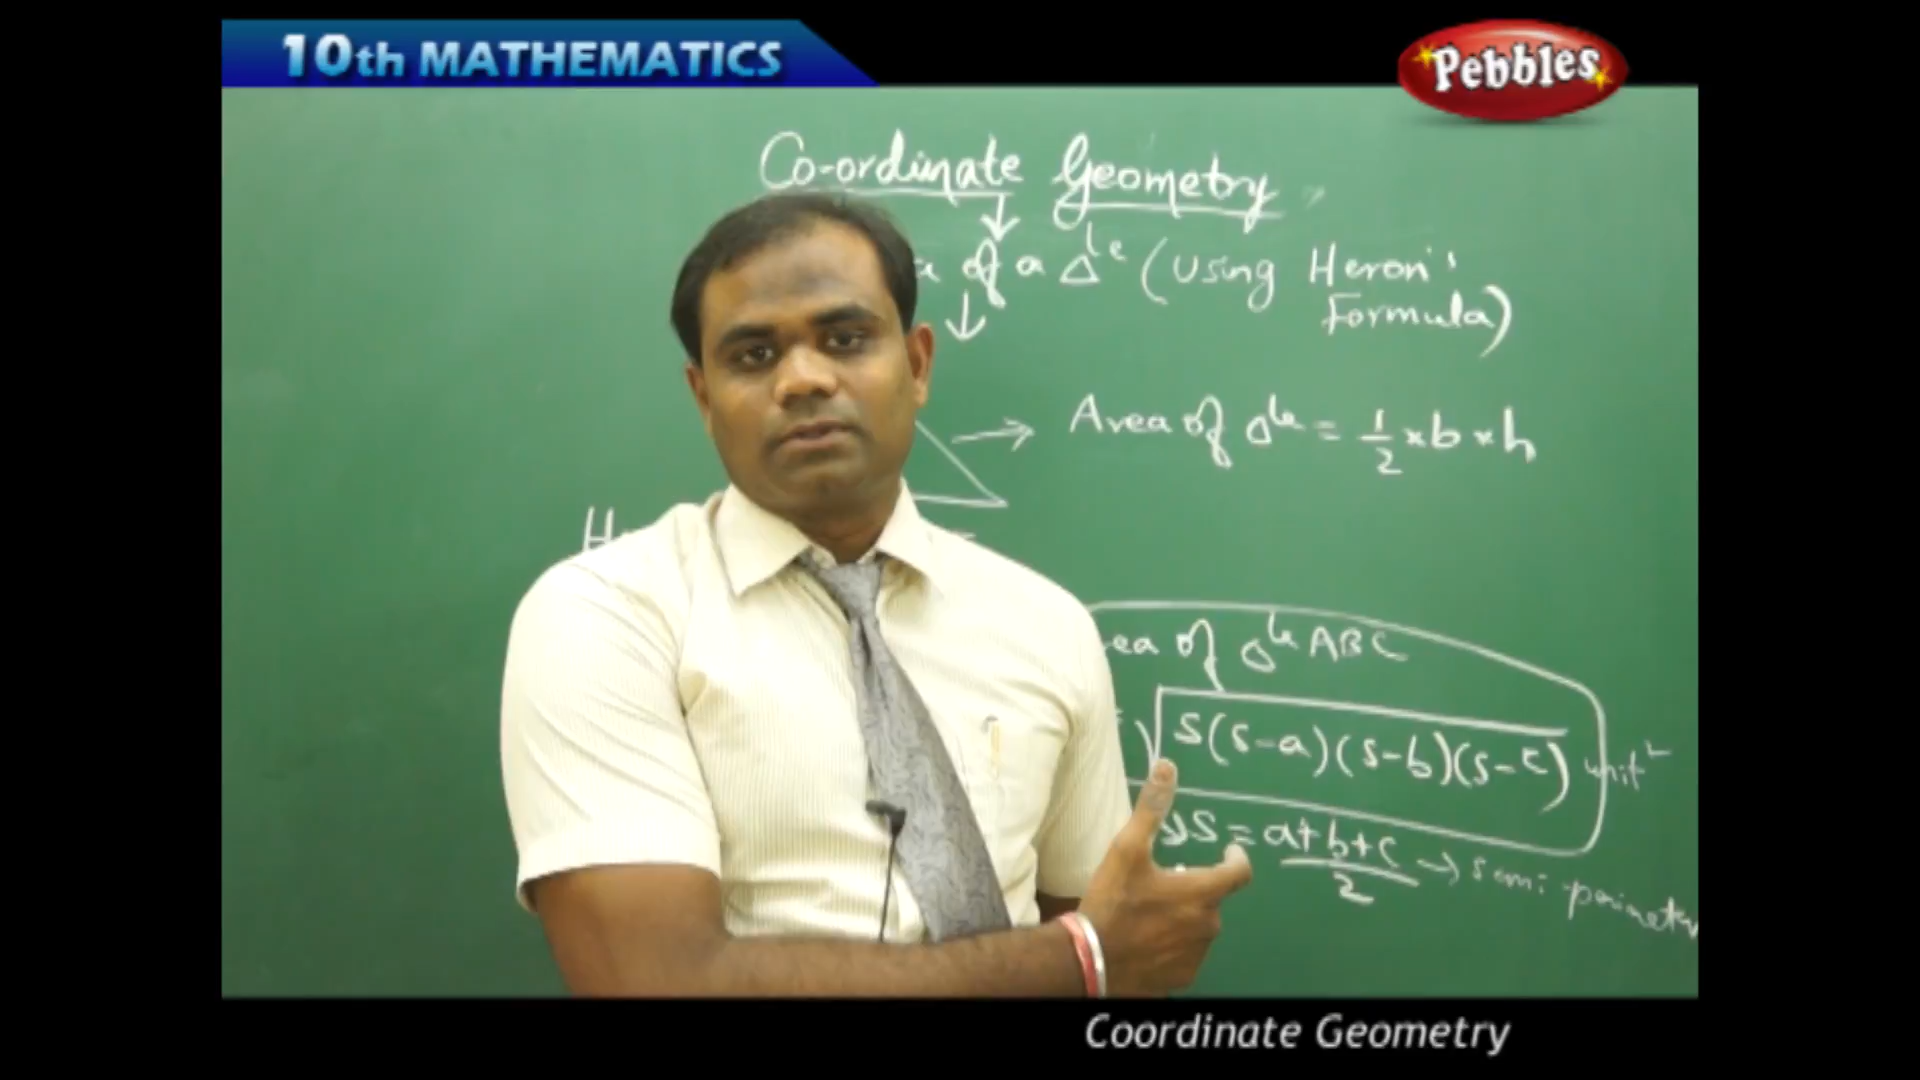 10th MATHEMATICS
Pebbles
Co-ordinate Geometry
of a Δle (Using Heron's
Formula)
Area of Δle = 1/2 × b × h
Area of Δle ABC
√s(s-a)(s-b)(s-c) unit²
S = a+b+c/2 → semi perimeter
Coordinate Geometry